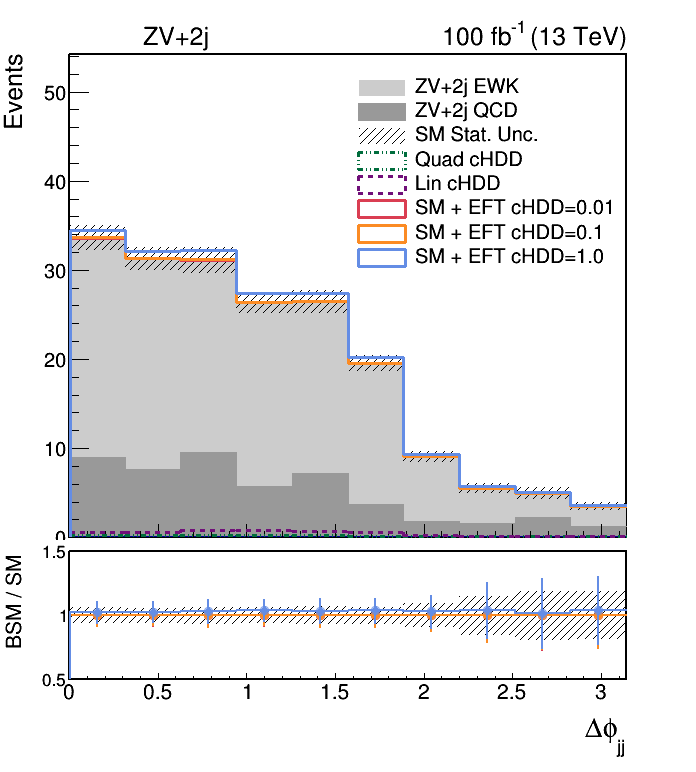 ZV+2j 100 fb⁻¹ (13 TeV)
Events
50
40
30
20
10
0
ZV+2j EWK
ZV+2j QCD
SM Stat. Unc.
Quad cHDD
Lin cHDD
SM + EFT cHDD=0.01
SM + EFT cHDD=0.1
SM + EFT cHDD=1.0
BSM / SM
1.5
1
0.5
0 0.5 1 1.5 2 2.5 3
Δϕjj